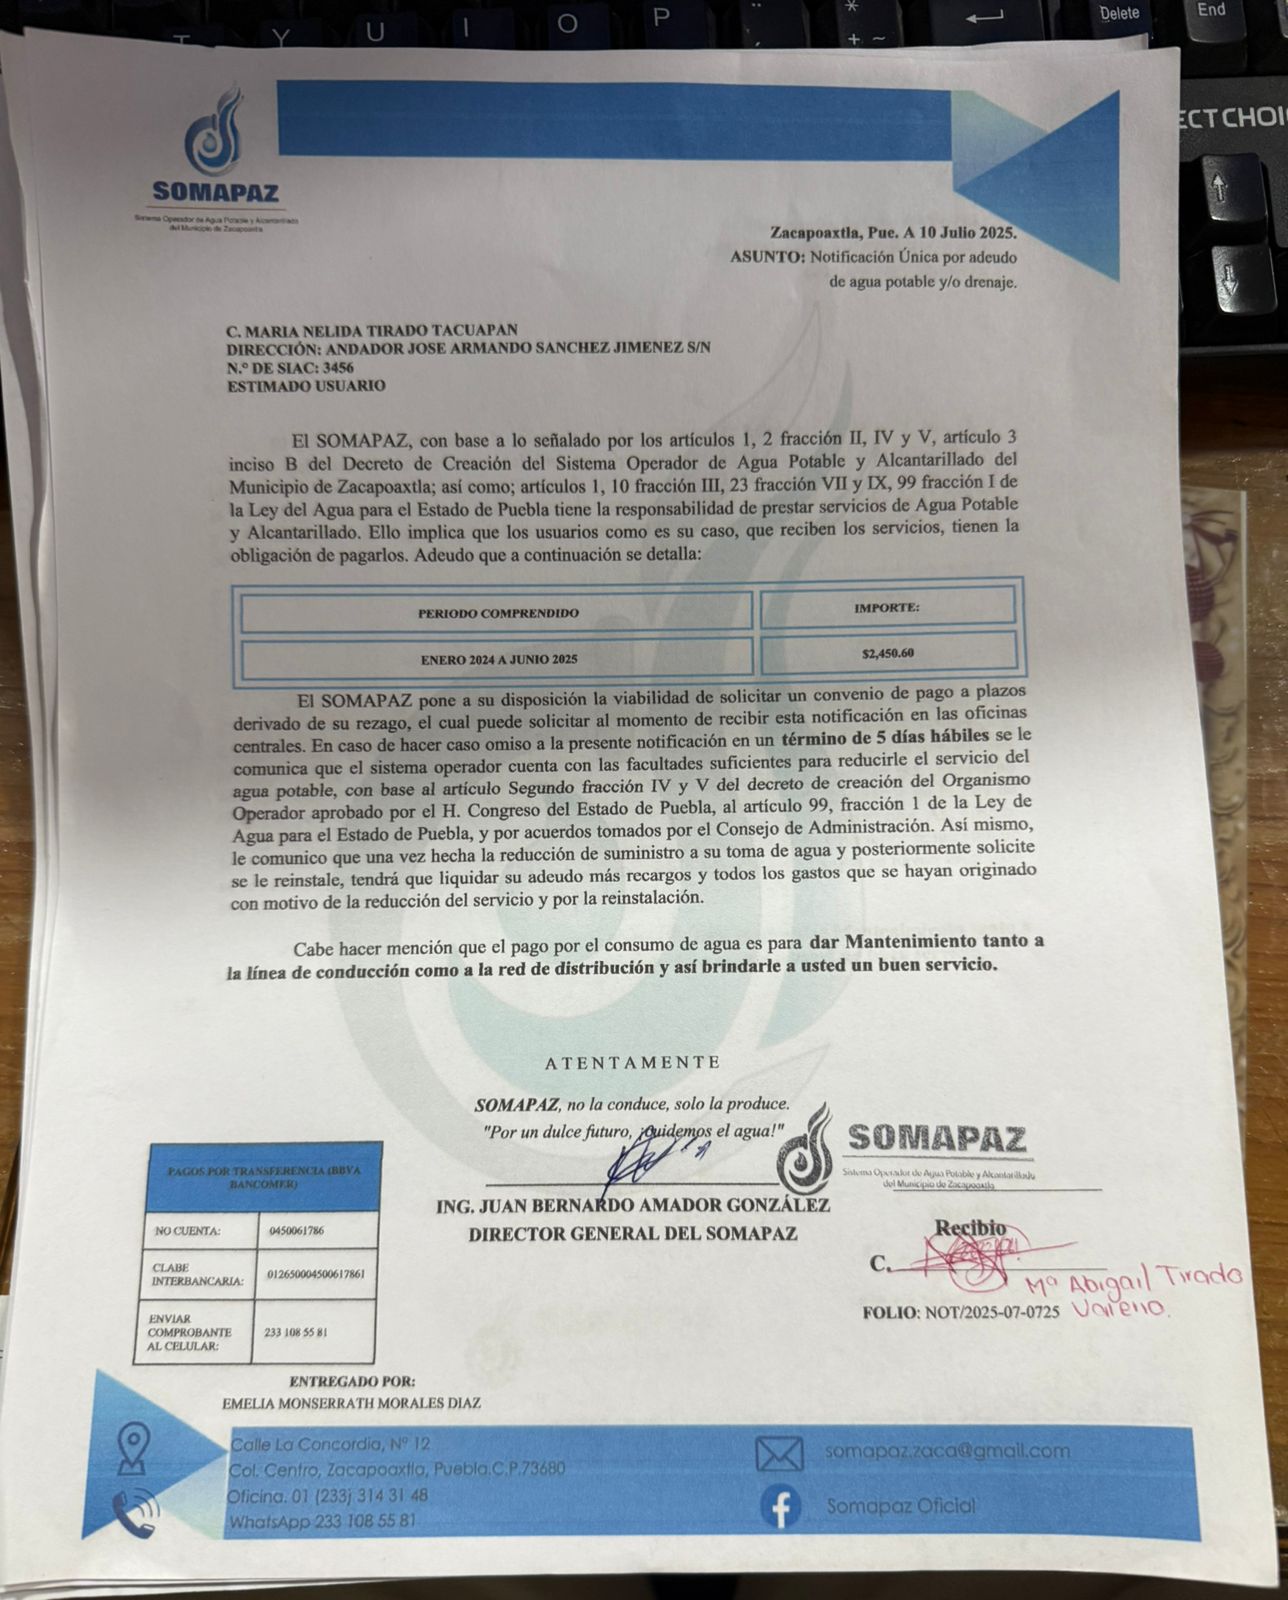 T Y U I O P
Delete
End
ECT CHOI
SOMAPAZ
Sistema Operador de Agua Potable y Alcantarillado
del Municipio de Zacapoaxtla
Zacapoaxtla, Pue. A 10 Julio 2025.
ASUNTO: Notificación Única por adeudo
de agua potable y/o drenaje.
C. MARIA NELIDA TIRADO TACUAPAN
DIRECCIÓN: ANDADOR JOSE ARMANDO SANCHEZ JIMENEZ S/N
N.º DE SIAC: 3456
ESTIMADO USUARIO
El SOMAPAZ, con base a lo señalado por los artículos 1, 2 fracción II, IV y V, artículo 3
inciso B del Decreto de Creación del Sistema Operador de Agua Potable y Alcantarillado del
Municipio de Zacapoaxtla; así como; artículos 1, 10 fracción III, 23 fracción VII y IX, 99 fracción I de
la Ley del Agua para el Estado de Puebla tiene la responsabilidad de prestar servicios de Agua Potable
y Alcantarillado. Ello implica que los usuarios como es su caso, que reciben los servicios, tienen la
obligación de pagarlos. Adeudo que a continuación se detalla:
PERIODO COMPRENDIDO IMPORTE:
ENERO 2024 A JUNIO 2025 $2,450.60
El SOMAPAZ pone a su disposición la viabilidad de solicitar un convenio de pago a plazos
derivado de su rezago, el cual puede solicitar al momento de recibir esta notificación en las oficinas
centrales. En caso de hacer caso omiso a la presente notificación en un término de 5 días hábiles se le
comunica que el sistema operador cuenta con las facultades suficientes para reducirle el servicio del
agua potable, con base al artículo Segundo fracción IV y V del decreto de creación del Organismo
Operador aprobado por el H. Congreso del Estado de Puebla, al artículo 99, fracción 1 de la Ley de
Agua para el Estado de Puebla, y por acuerdos tomados por el Consejo de Administración. Así mismo,
le comunico que una vez hecha la reducción de suministro a su toma de agua y posteriormente solicite
se le reinstale, tendrá que liquidar su adeudo más recargos y todos los gastos que se hayan originado
con motivo de la reducción del servicio y por la reinstalación.
Cabe hacer mención que el pago por el consumo de agua es para dar Mantenimiento tanto a
la línea de conducción como a la red de distribución y así brindarle a usted un buen servicio.
ATENTAMENTE
SOMAPAZ, no la conduce, solo la produce.
"Por un dulce futuro, ¡Cuidemos el agua!"
ING. JUAN BERNARDO AMADOR GONZÁLEZ
DIRECTOR GENERAL DEL SOMAPAZ
SOMAPAZ
Sistema Operador de Agua Potable y Alcantarillado
del Municipio de Zacapoaxtla
Recibio
C.
Mª Abigail Tirado
FOLIO: NOT/2025-07-0725
PAGOS POR TRANSFERENCIA (BBVA
BANCOMER)
NO CUENTA: 0450061786
CLABE
INTERBANCARIA: 012650004500617861
ENVIAR
COMPROBANTE
AL CELULAR: 233 108 55 81
ENTREGADO POR:
EMELIA MONSERRATH MORALES DIAZ
Calle La Concordia, Nº 12
Col. Centro, Zacapoaxtla, Puebla.C.P.73680
Oficina. 01 (233) 314 31 48
WhatsApp 233 108 55 81
somapaz.zaca@gmail.com
Somapaz Oficial